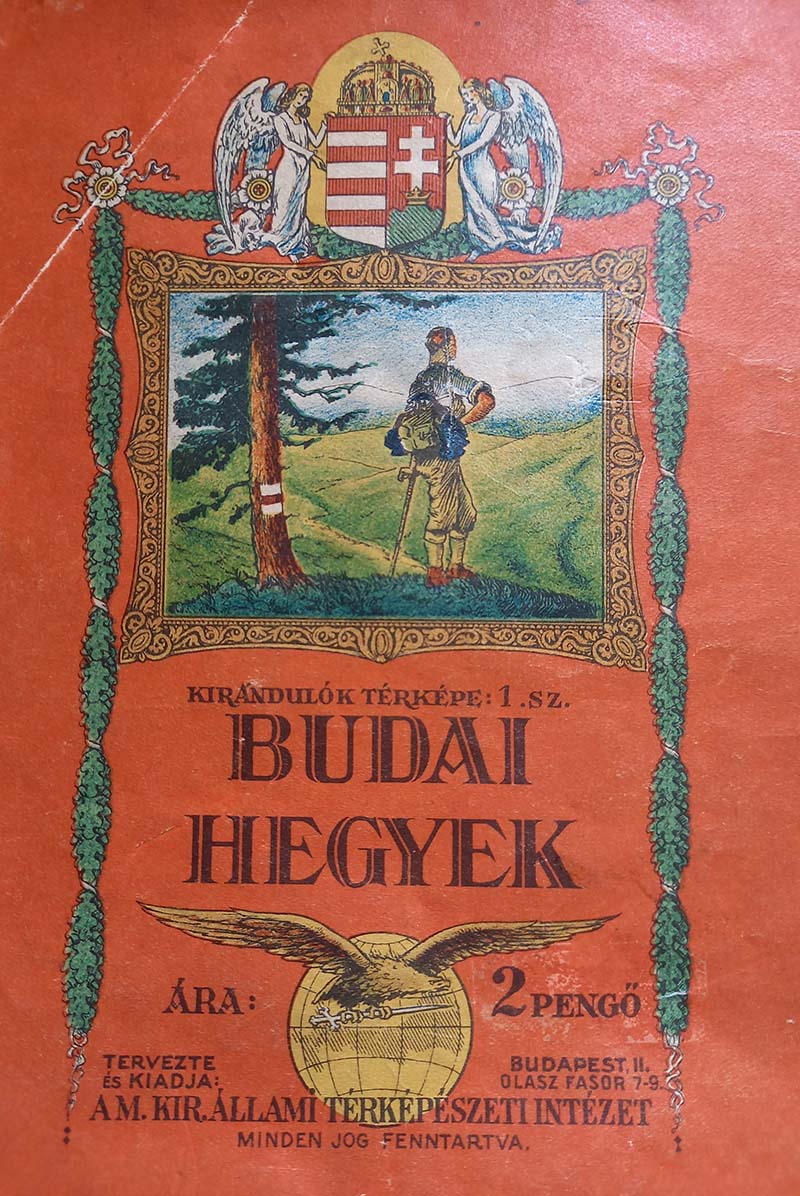 KIRÁNDULÓK TÉRKÉPE: 1.SZ.
BUDAI
HEGYEK
ÁRA: 2 PENGŐ
TERVEZTE
ÉS KIADJA:
BUDAPEST, II.
OLASZ FASOR 7-9.
A M. KIR. ÁLLAMI TÉRKÉPÉSZETI INTÉZET
MINDEN JOG FENNTARTVA.